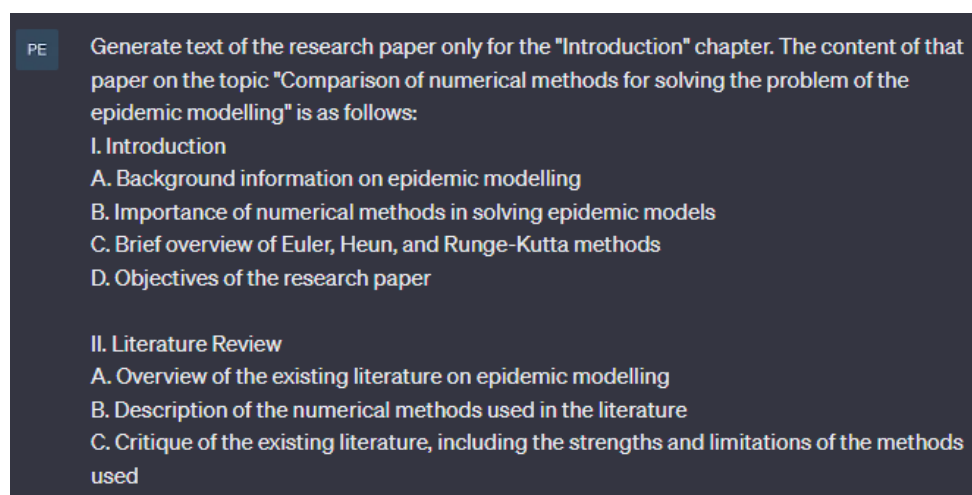 PE
Generate text of the research paper only for the "Introduction" chapter. The content of that
paper on the topic "Comparison of numerical methods for solving the problem of the
epidemic modelling" is as follows:
I. Introduction
A. Background information on epidemic modelling
B. Importance of numerical methods in solving epidemic models
C. Brief overview of Euler, Heun, and Runge-Kutta methods
D. Objectives of the research paper
II. Literature Review
A. Overview of the existing literature on epidemic modelling
B. Description of the numerical methods used in the literature
C. Critique of the existing literature, including the strengths and limitations of the methods
used